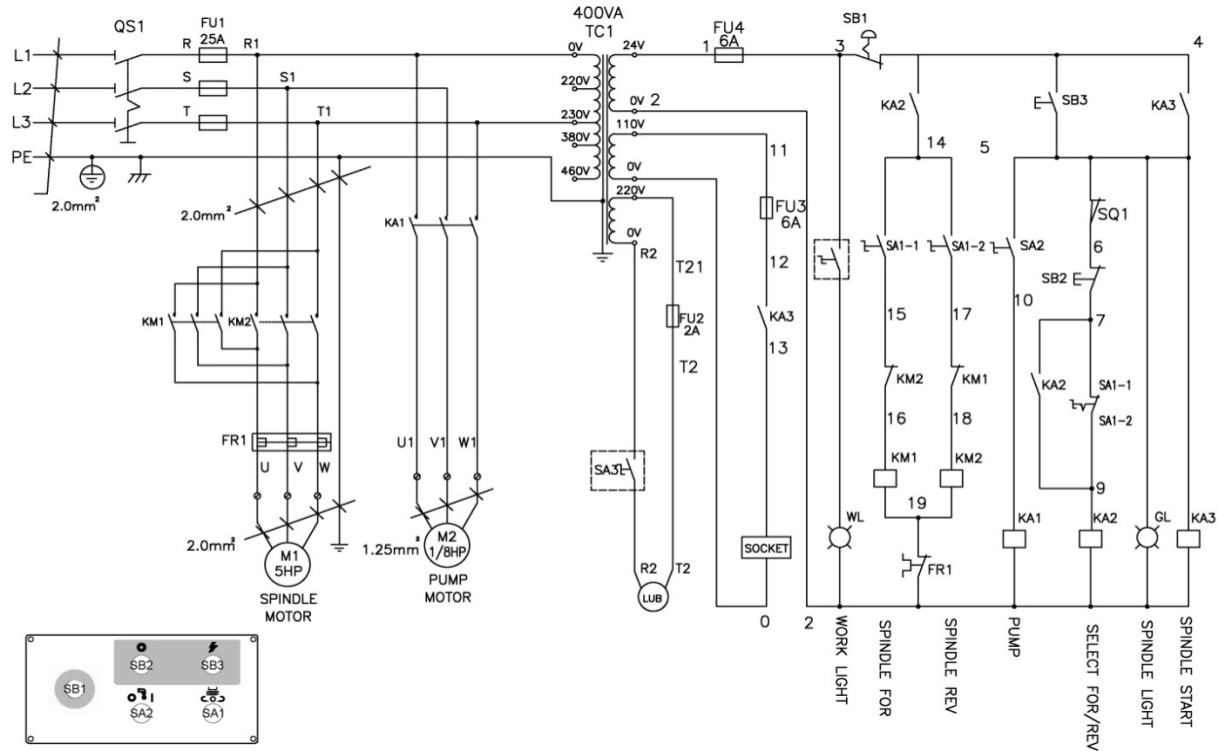 400VA
TC1
QS1
FU1
25A
L1
R
R1
0V
24V
1
FU4
6A
3
SB1
4
L2
S
S1
220V
0V
2
KA2
SB3
KA3
L3
T
T1
230V
110V
380V
11
14
5
PE
460V
0V
220V
2.0mm²
2.0mm²
KA1
FU3
6A
SQ1
0V
R2
T21
12
SA1-1
SA1-2
SA2
6
SB2
10
KM1
KM2
FU2
2A
KA3
13
15
17
7
T2
KM2
KM1
KA2
SA1-1
SA1-2
16
18
FR1
U1
V1
W1
U
V
W
SA3
KM1
KM2
9
19
WL
KA1
KA2
GL
KA3
2.0mm²
M1
5HP
1.25mm²
M2
1/8HP
SOCKET
FR1
SPINDLE
MOTOR
PUMP
MOTOR
R2
T2
LUB
0
2
WORK LIGHT
SPINDLE FOR
SPINDLE REV
PUMP
SELECT FOR/REV
SPINDLE LIGHT
SPINDLE START
SB1
SB2
SB3
SA2
SA1